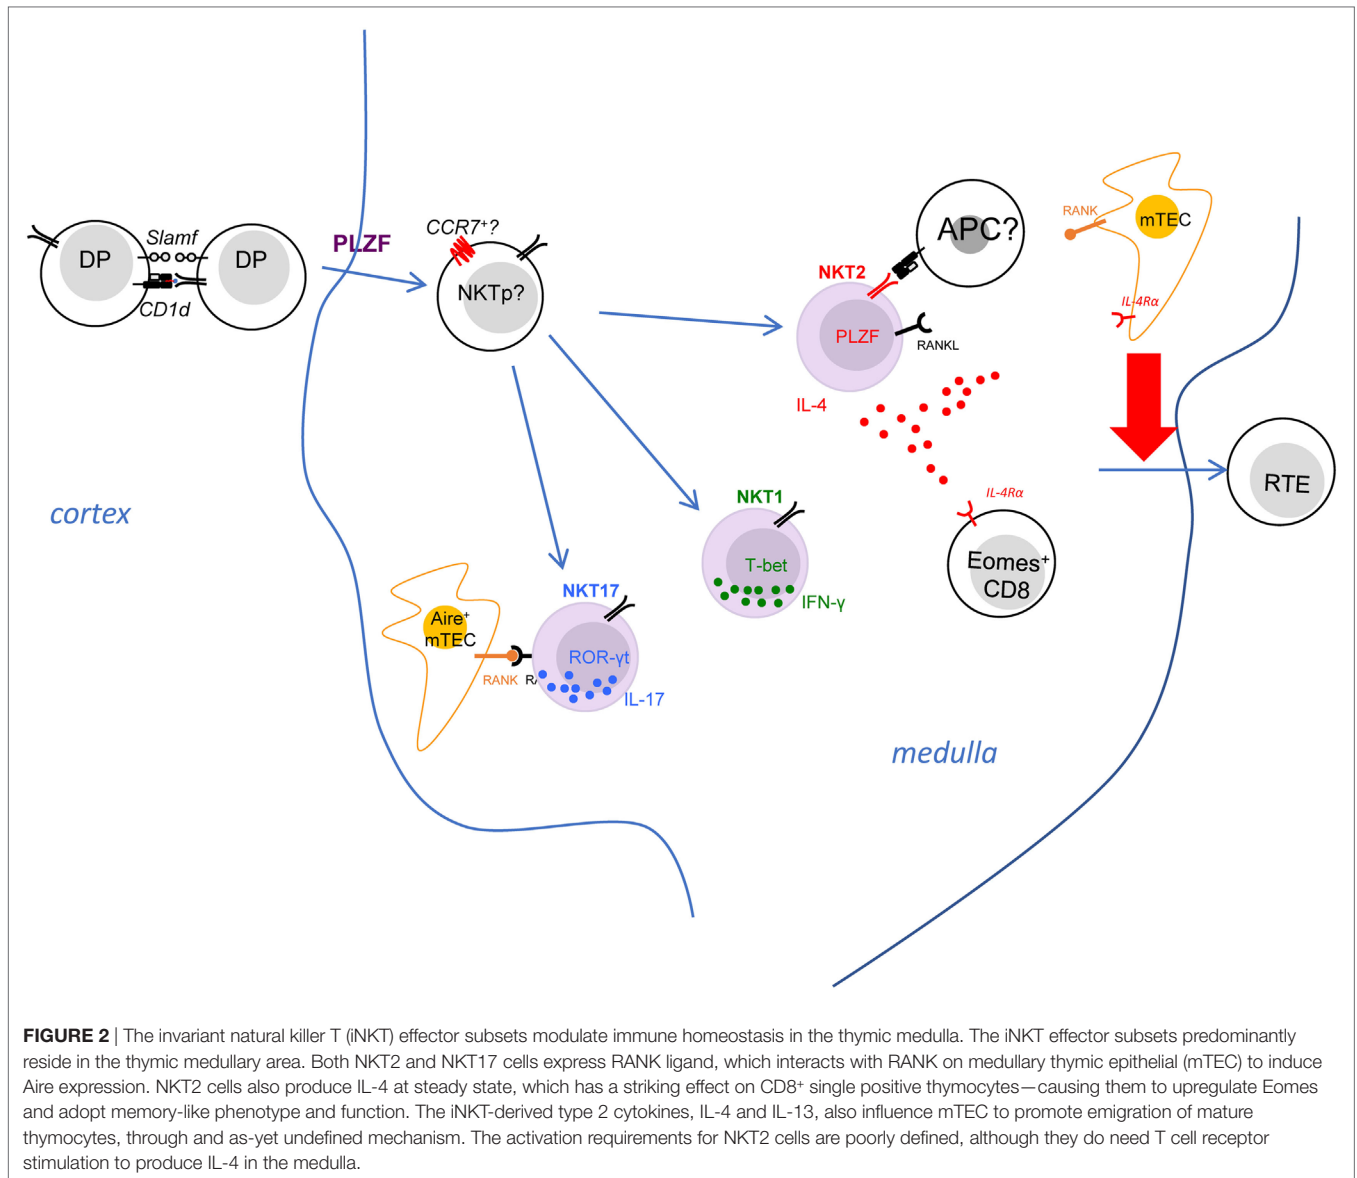 Slamf
DP
DP
CD1d
PLZF
CCR7⁺?
NKTp?
APC?
NKT2
PLZF
RANKL
IL-4
RANK
mTEC
IL-4Rα
cortex
NKT1
T-bet
IFN-γ
IL-4Rα
Eomes⁺
CD8
RTE
NKT17
Aire⁺
mTEC
RANK
ROR-γt
IL-17
medulla
FIGURE 2 | The invariant natural killer T (iNKT) effector subsets modulate immune homeostasis in the thymic medulla. The iNKT effector subsets predominantly
reside in the thymic medullary area. Both NKT2 and NKT17 cells express RANK ligand, which interacts with RANK on medullary thymic epithelial (mTEC) to induce
Aire expression. NKT2 cells also produce IL-4 at steady state, which has a striking effect on CD8⁺ single positive thymocytes—causing them to upregulate Eomes
and adopt memory-like phenotype and function. The iNKT-derived type 2 cytokines, IL-4 and IL-13, also influence mTEC to promote emigration of mature
thymocytes, through and as-yet undefined mechanism. The activation requirements for NKT2 cells are poorly defined, although they do need T cell receptor
stimulation to produce IL-4 in the medulla.